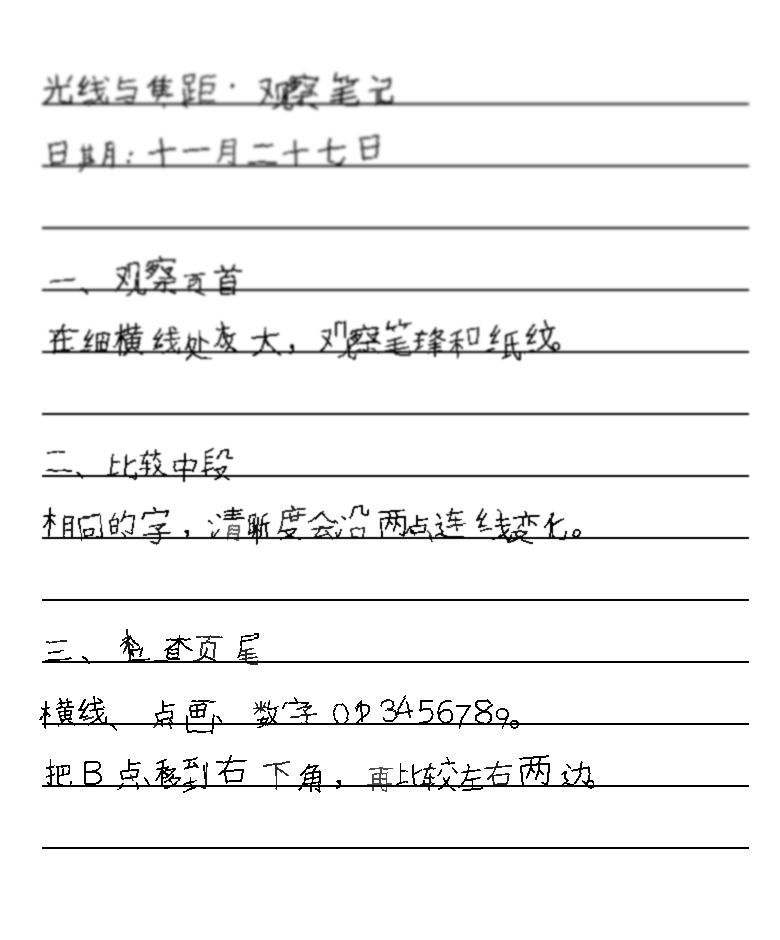 光线与焦距·观察笔记
日期：十一月二十七日
一、观察页首
在细横线处放大，观察笔锋和纸纹。
二、比较中段
相同的字，清晰度会沿两点连线变化。
三、检查页尾
横线、点画、数字 0123456789。
把 B 点移到右下角，再比较左右两边。